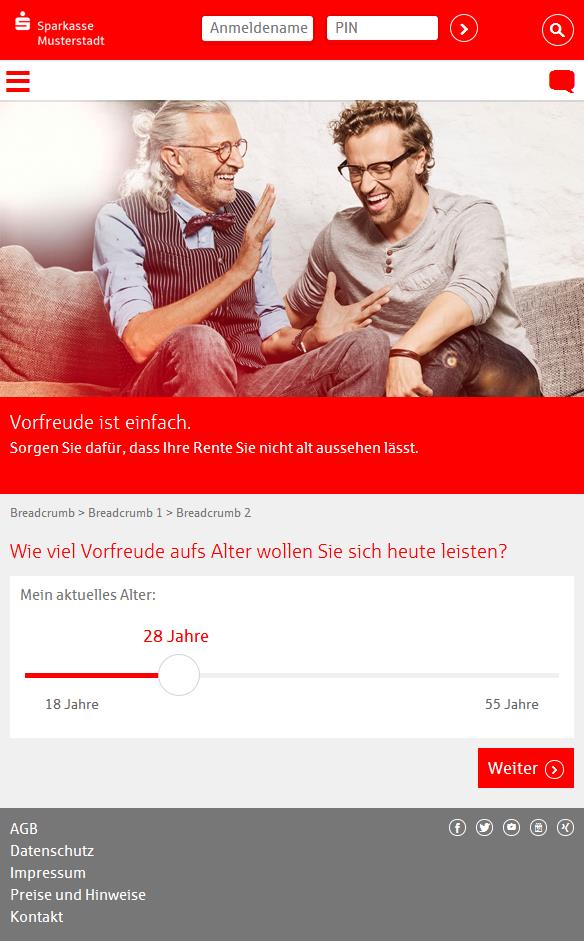 Sparkasse
Musterstadt
Anmeldename
PIN
Vorfreude ist einfach.
Sorgen Sie dafür, dass Ihre Rente Sie nicht alt aussehen lässt.
Breadcrumb > Breadcrumb 1 > Breadcrumb 2
Wie viel Vorfreude aufs Alter wollen Sie sich heute leisten?
Mein aktuelles Alter:
28 Jahre
18 Jahre
55 Jahre
Weiter
AGB
Datenschutz
Impressum
Preise und Hinweise
Kontakt